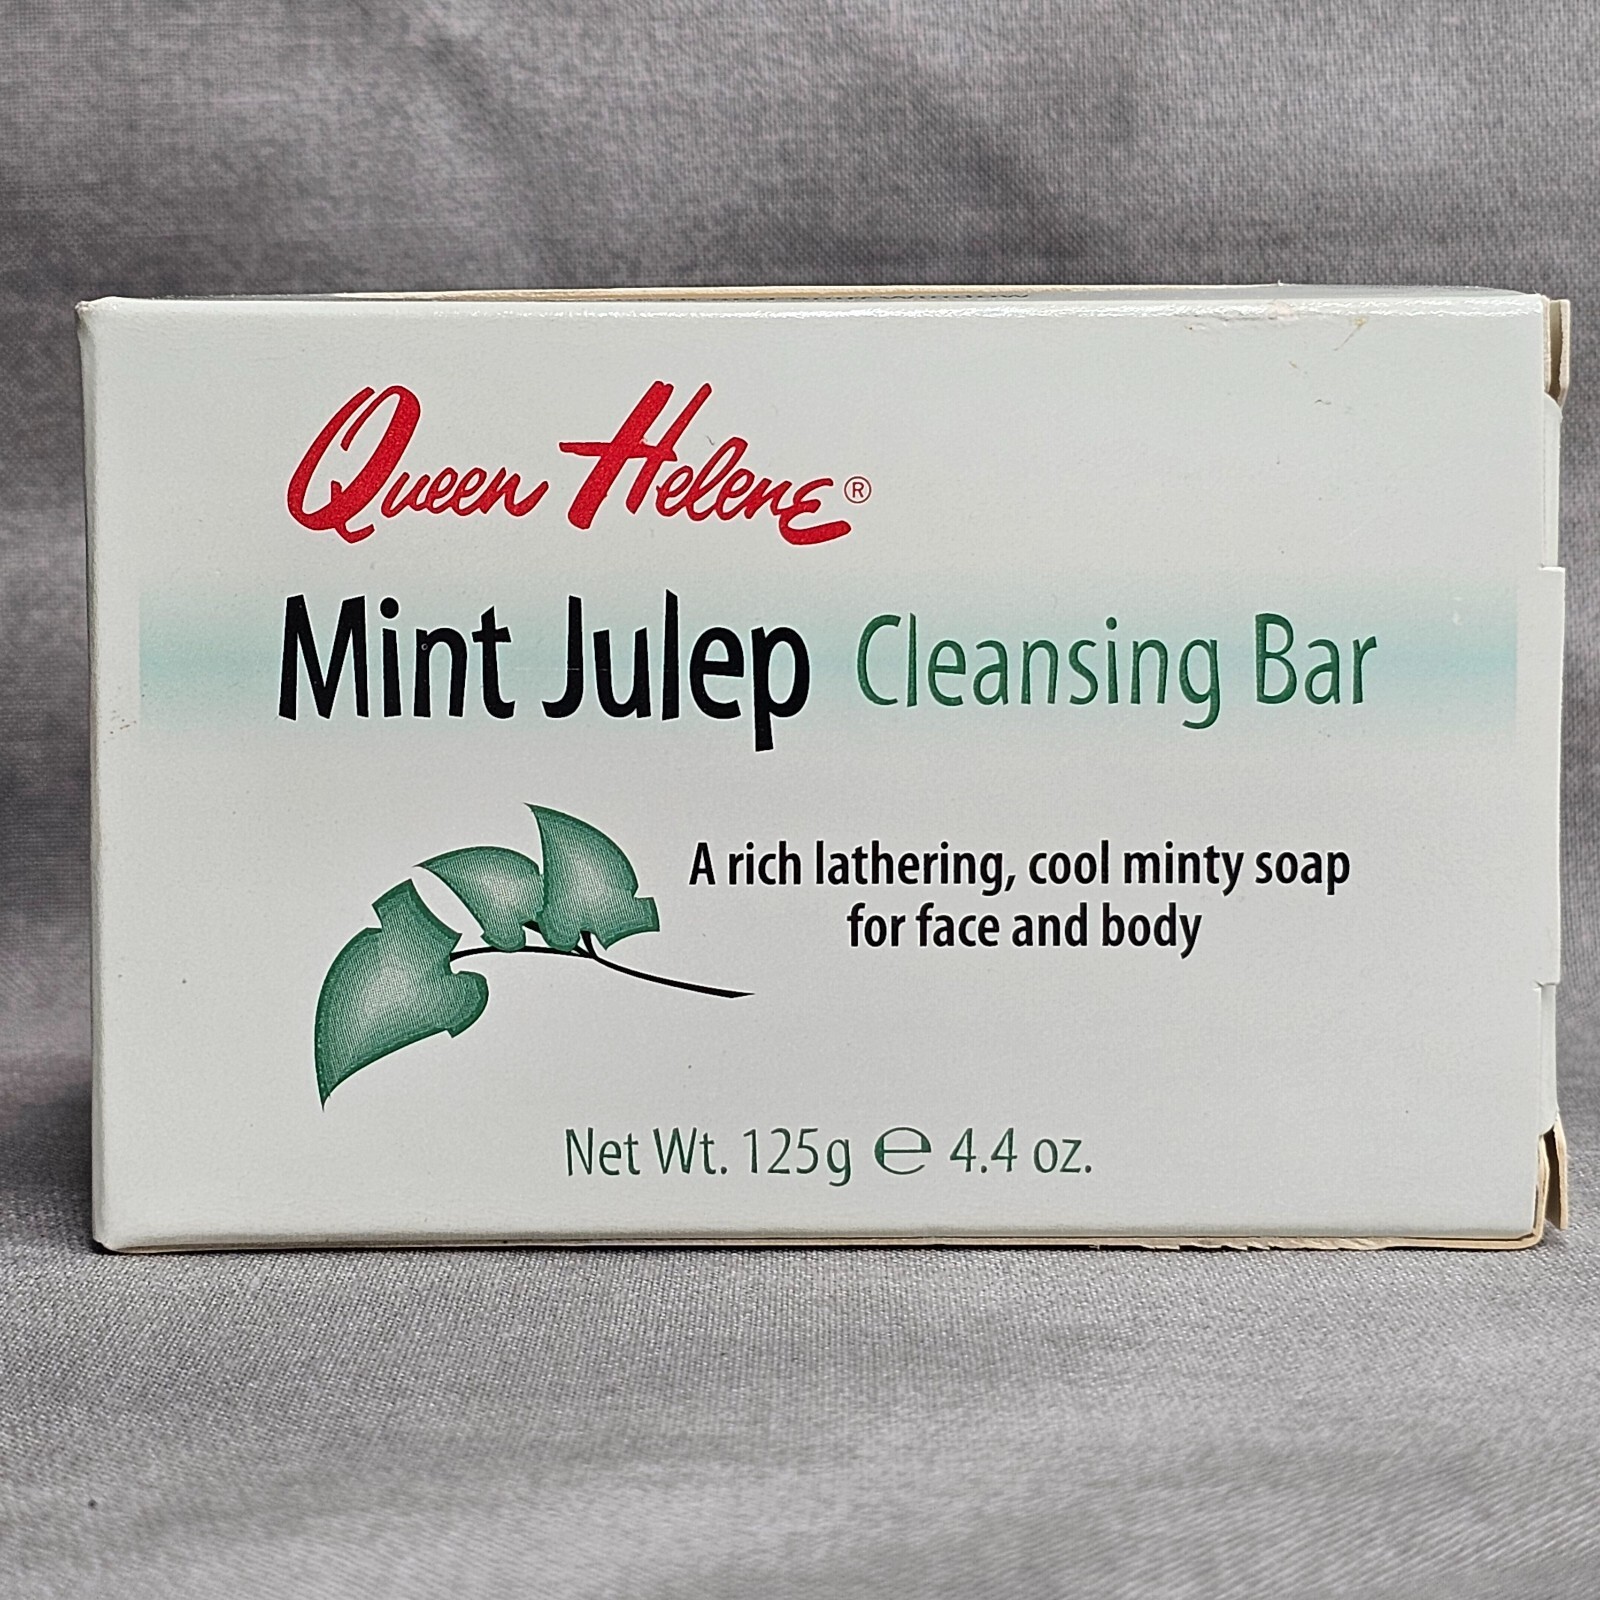 Queen Helene®
Mint Julep Cleansing Bar
A rich lathering, cool minty soap
for face and body
Net Wt. 125g ℮ 4.4 oz.